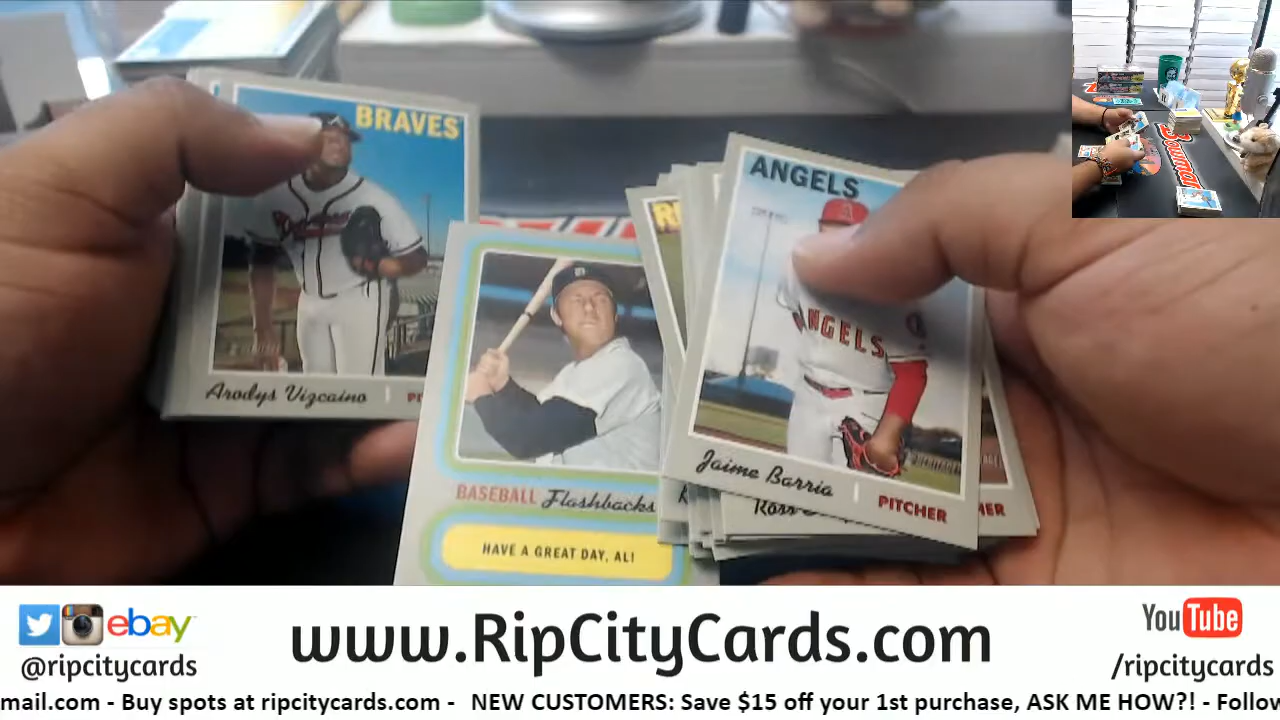 BRAVES
Arodys Vizcaino
BASEBALL Flashbacks
HAVE A GREAT DAY, AL!
ANGELS
ANGELS
Jaime Barria
PITCHER
ebay
@ripcitycards
www.RipCityCards.com
YouTube
/ripcitycards
mail.com - Buy spots at ripcitycards.com - NEW CUSTOMERS: Save $15 off your 1st purchase, ASK ME HOW?! - Follow